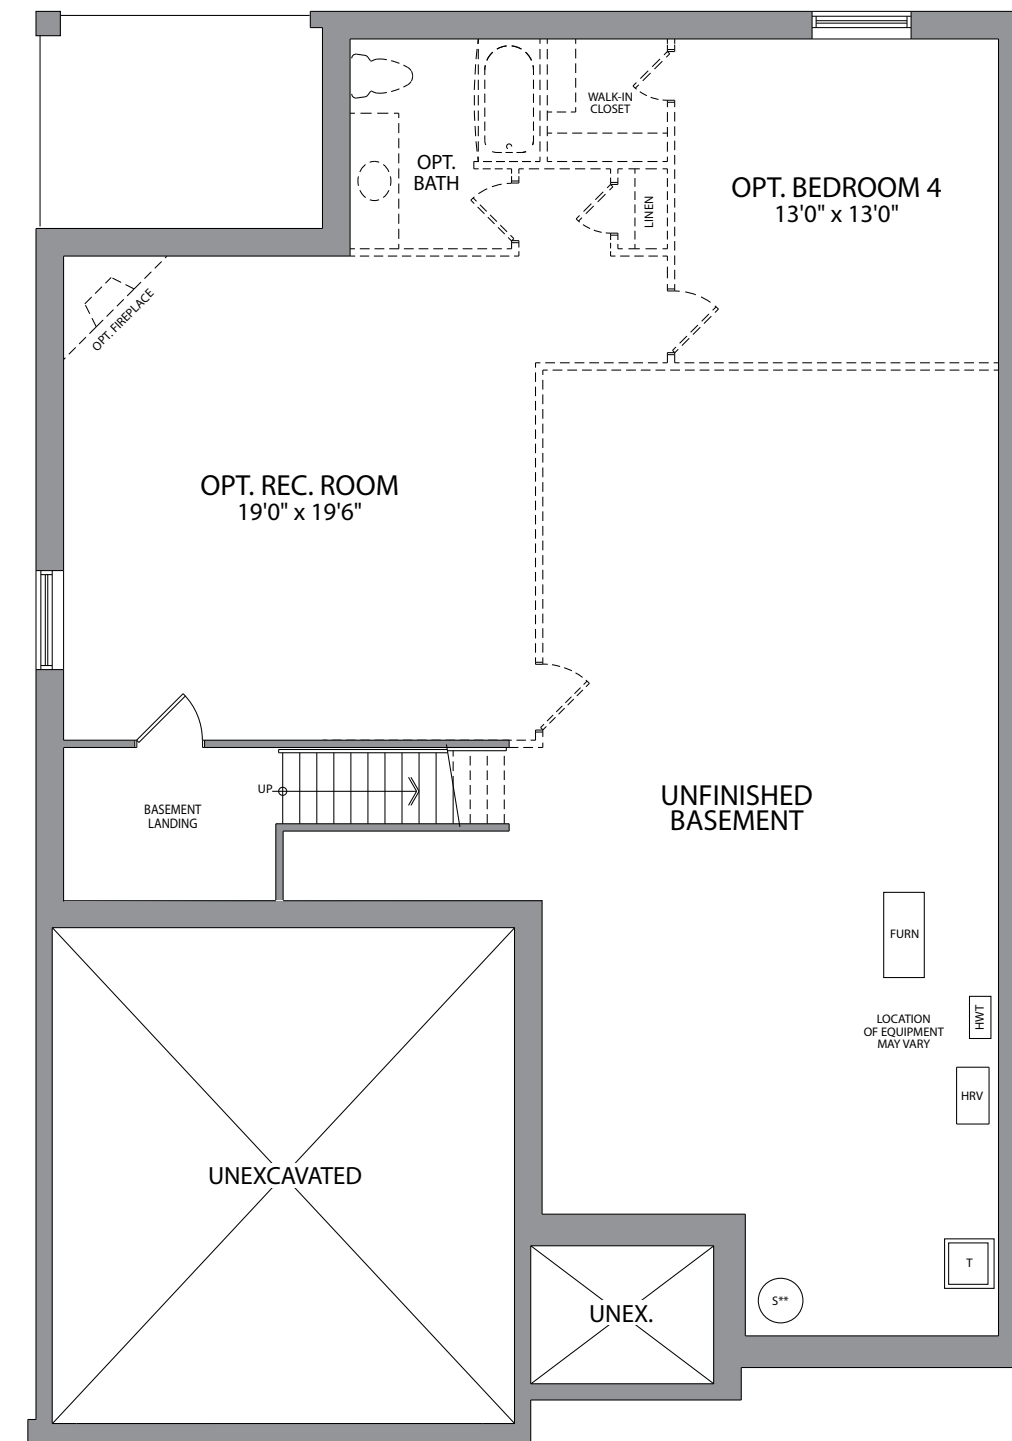 WALK-IN
CLOSET
OPT.
BATH
LINEN
OPT. BEDROOM 4
13'0" x 13'0"
OPT. FIREPLACE
OPT. REC. ROOM
19'0" x 19'6"
UP
BASEMENT
LANDING
UNFINISHED
BASEMENT
FURN
LOCATION
OF EQUIPMENT
MAY VARY
HWT
HRV
UNEXCAVATED
T
S**
UNEX.